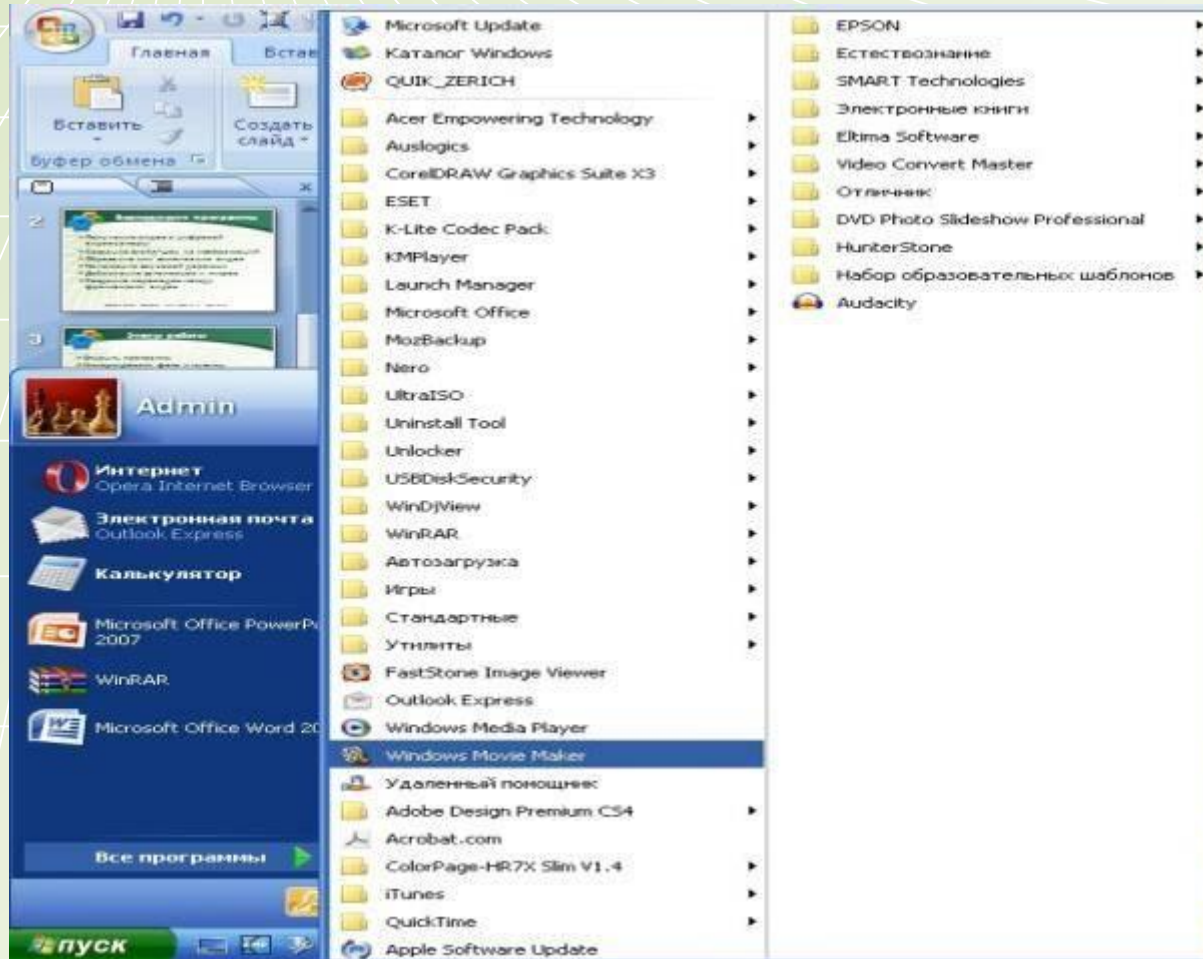 Главная
Встав
Вставить
Создать
слайд
Буфер обмена
2
3
Этапы работы
Admin
Интернет
Opera Internet Browser
Электронная почта
Outlook Express
Калькулятор
Microsoft Office PowerPo
2007
WinRAR
Microsoft Office Word 20
Все программы
пуск
Microsoft Update
Каталог Windows
QUIK_ZERICH
Acer Empowering Technology
Auslogics
CorelDRAW Graphics Suite X3
ESET
K-Lite Codec Pack
KMPlayer
Launch Manager
Microsoft Office
MozBackup
Nero
UltraISO
Uninstall Tool
Unlocker
USBDiskSecurity
WinDjView
WinRAR
Автозагрузка
Игры
Стандартные
Утилиты
FastStone Image Viewer
Outlook Express
Windows Media Player
Windows Movie Maker
Удаленный помощник
Adobe Design Premium CS4
Acrobat.com
ColorPage-HR7X Slim V1.4
iTunes
QuickTime
Apple Software Update
EPSON
Естествознание
SMART Technologies
Электронные книги
Eltima Software
Video Convert Master
Отличник
DVD Photo Slideshow Professional
HunterStone
Набор образовательных шаблонов
Audacity